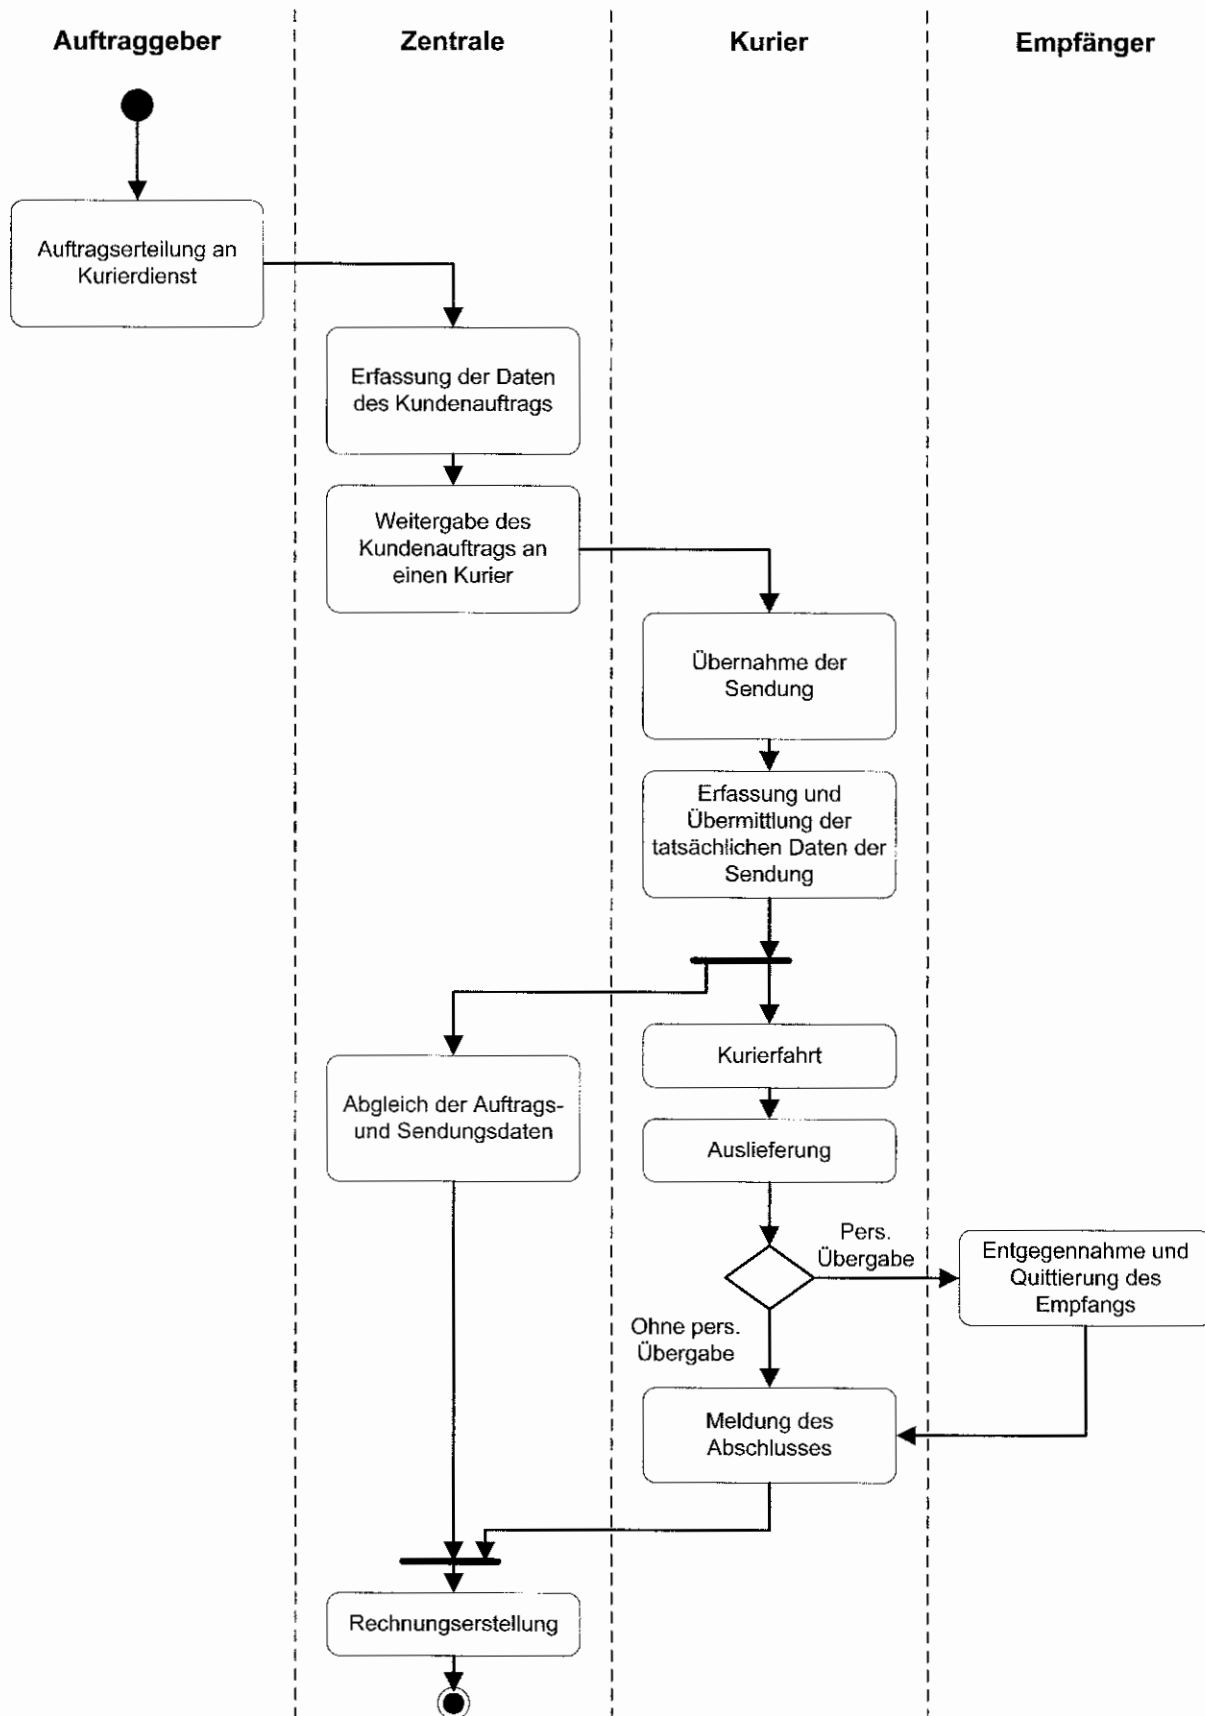 Auftraggeber
Zentrale
Kurier
Empfänger
Auftragserteilung an
Kurierdienst
Erfassung der Daten
des Kundenauftrags
Weitergabe des
Kundenauftrags an
einen Kurier
Übernahme der
Sendung
Erfassung und
Übermittlung der
tatsächlichen Daten der
Sendung
Kurierfahrt
Abgleich der Auftrags-
und Sendungsdaten
Auslieferung
Pers.
Übergabe
Entgegennahme und
Quittierung des
Empfangs
Ohne pers.
Übergabe
Meldung des
Abschlusses
Rechnungserstellung